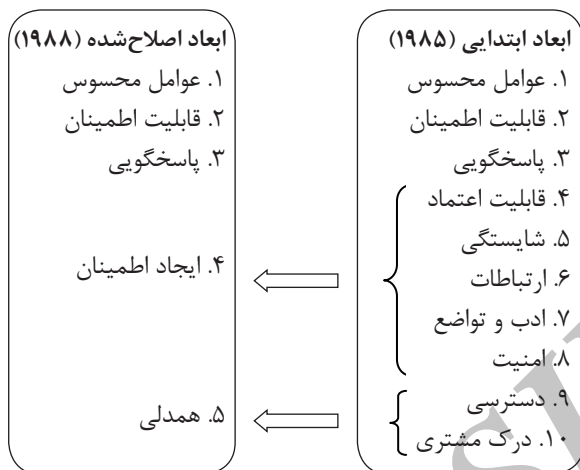 ابعاد ابتدایی (۱۹۸۵)
۱. عوامل محسوس
۲. قابلیت اطمینان
۳. پاسخگویی
۴. قابلیت اعتماد
۵. شایستگی
۶. ارتباطات
۷. ادب و تواضع
۸. امنیت
۹. دسترسی
۱۰. درک مشتری
ابعاد اصلاح‌شده (۱۹۸۸)
۱. عوامل محسوس
۲. قابلیت اطمینان
۳. پاسخگویی
۴. ایجاد اطمینان
۵. همدلی